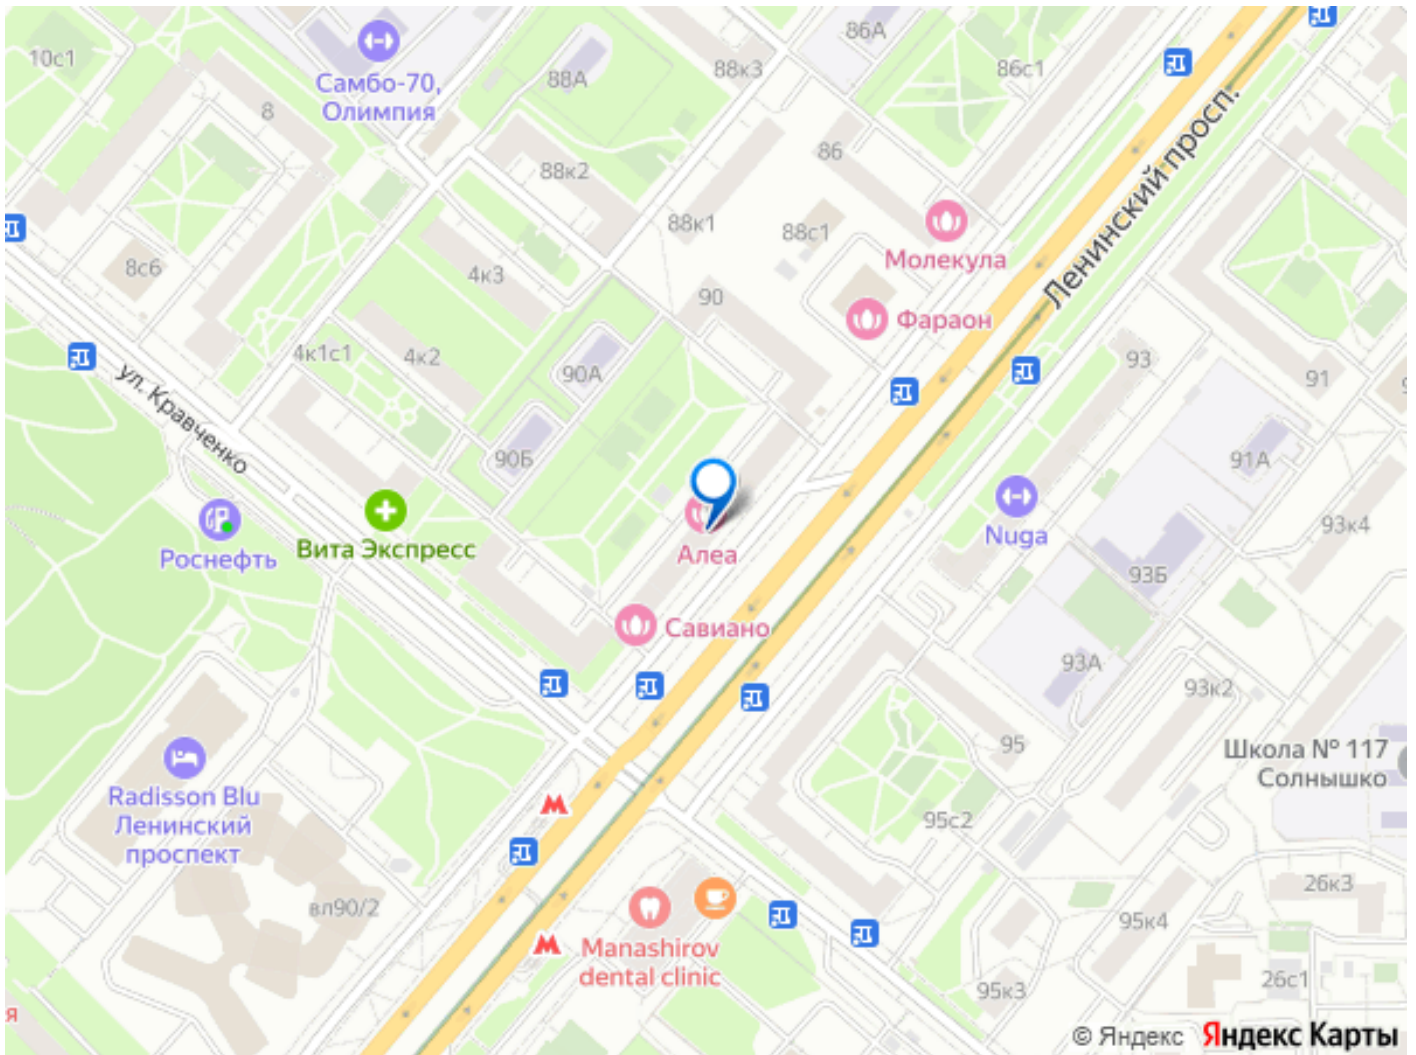 10с1
Самбо-70,
Олимпия
8
88А
88к3
86А
86с1
Ленинский просп.
88к2
86
88к1
88с1
Молекула
8с6
4к3
90
Фараон
4к1с1
4к2
90А
93
91
ул. Кравченко
90Б
91А
Роснефть
Вита Экспресс
Алеа
Nuga
93к4
93Б
Савиано
93А
93к2
95
Школа № 117
Солнышко
Radisson Blu
Ленинский
проспект
95с2
вл90/2
26к3
95к4
Manashirov
dental clinic
26с1
95к3
я
© Яндекс
Яндекс Карты